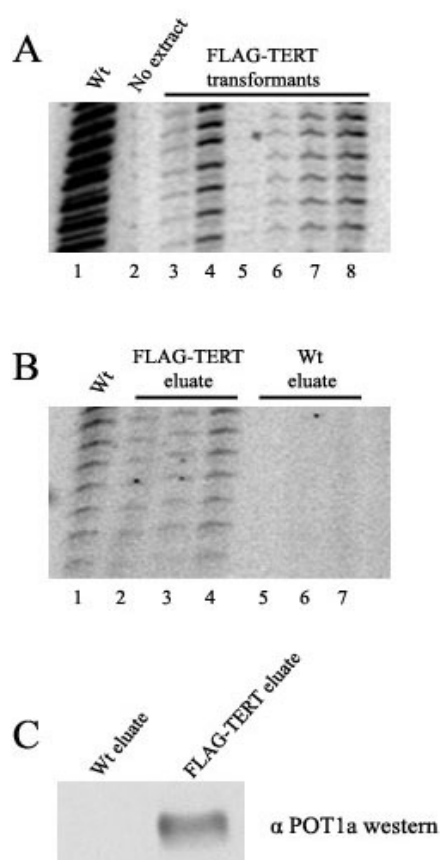 A
Wt
No extract
FLAG-TERT
transformants
1 2 3 4 5 6 7 8
B
Wt
FLAG-TERT
eluate
Wt
eluate
1 2 3 4 5 6 7
C
Wt eluate
FLAG-TERT eluate
α POT1a western